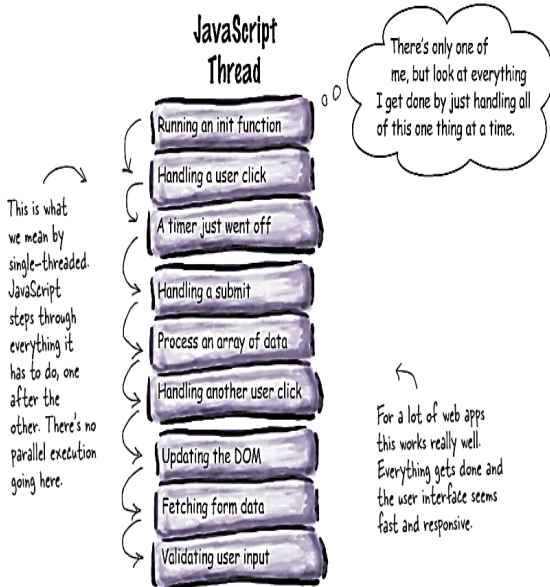 JavaScript
Thread
There's only one of
me, but look at everything
I get done by just handling all
of this one thing at a time.
Running an init function
Handling a user click
A timer just went off
Handling a submit
Process an array of data
Handling another user click
Updating the DOM
Fetching form data
Validating user input
This is what
we mean by
single-threaded.
JavaScript
steps through
everything it
has to do, one
after the
other. There's no
parallel execution
going here.
For a lot of web apps
this works really well.
Everything gets done and
the user interface seems
fast and responsive.